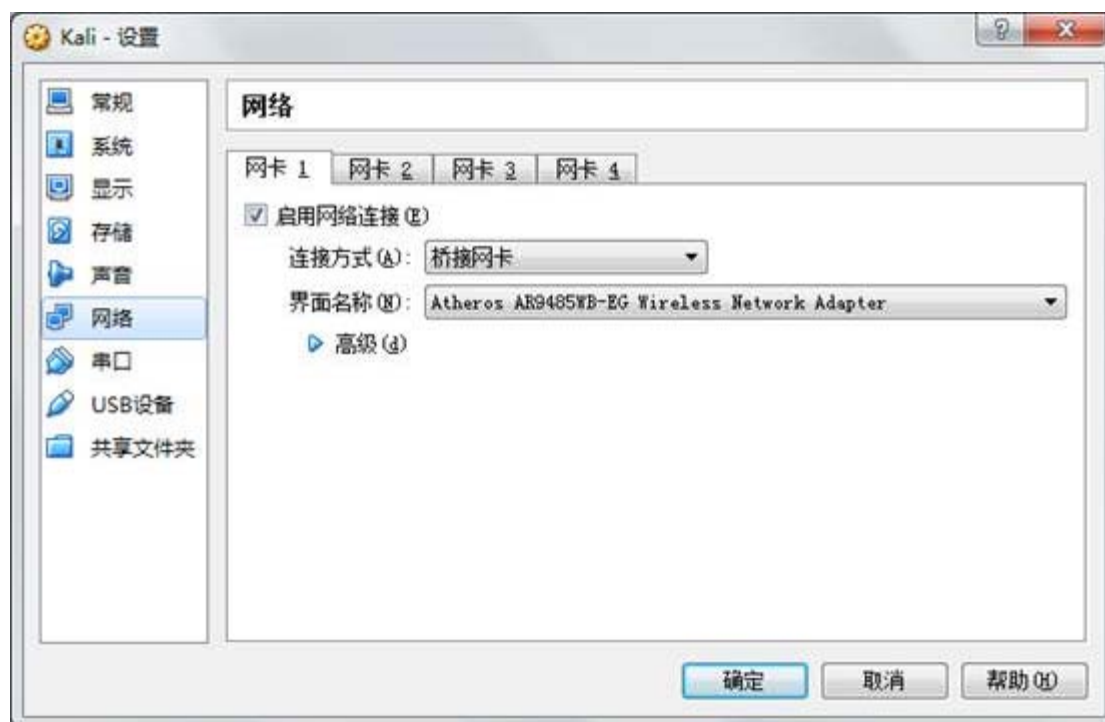 Kali - 设置
常规
系统
显示
存储
声音
网络
串口
USB设备
共享文件夹
网络
网卡 1 网卡 2 网卡 3 网卡 4
启用网络连接(E)
连接方式(A): 桥接网卡
界面名称(N): Atheros AR9485WB-EG Wireless Network Adapter
高级(d)
确定 取消 帮助(H)